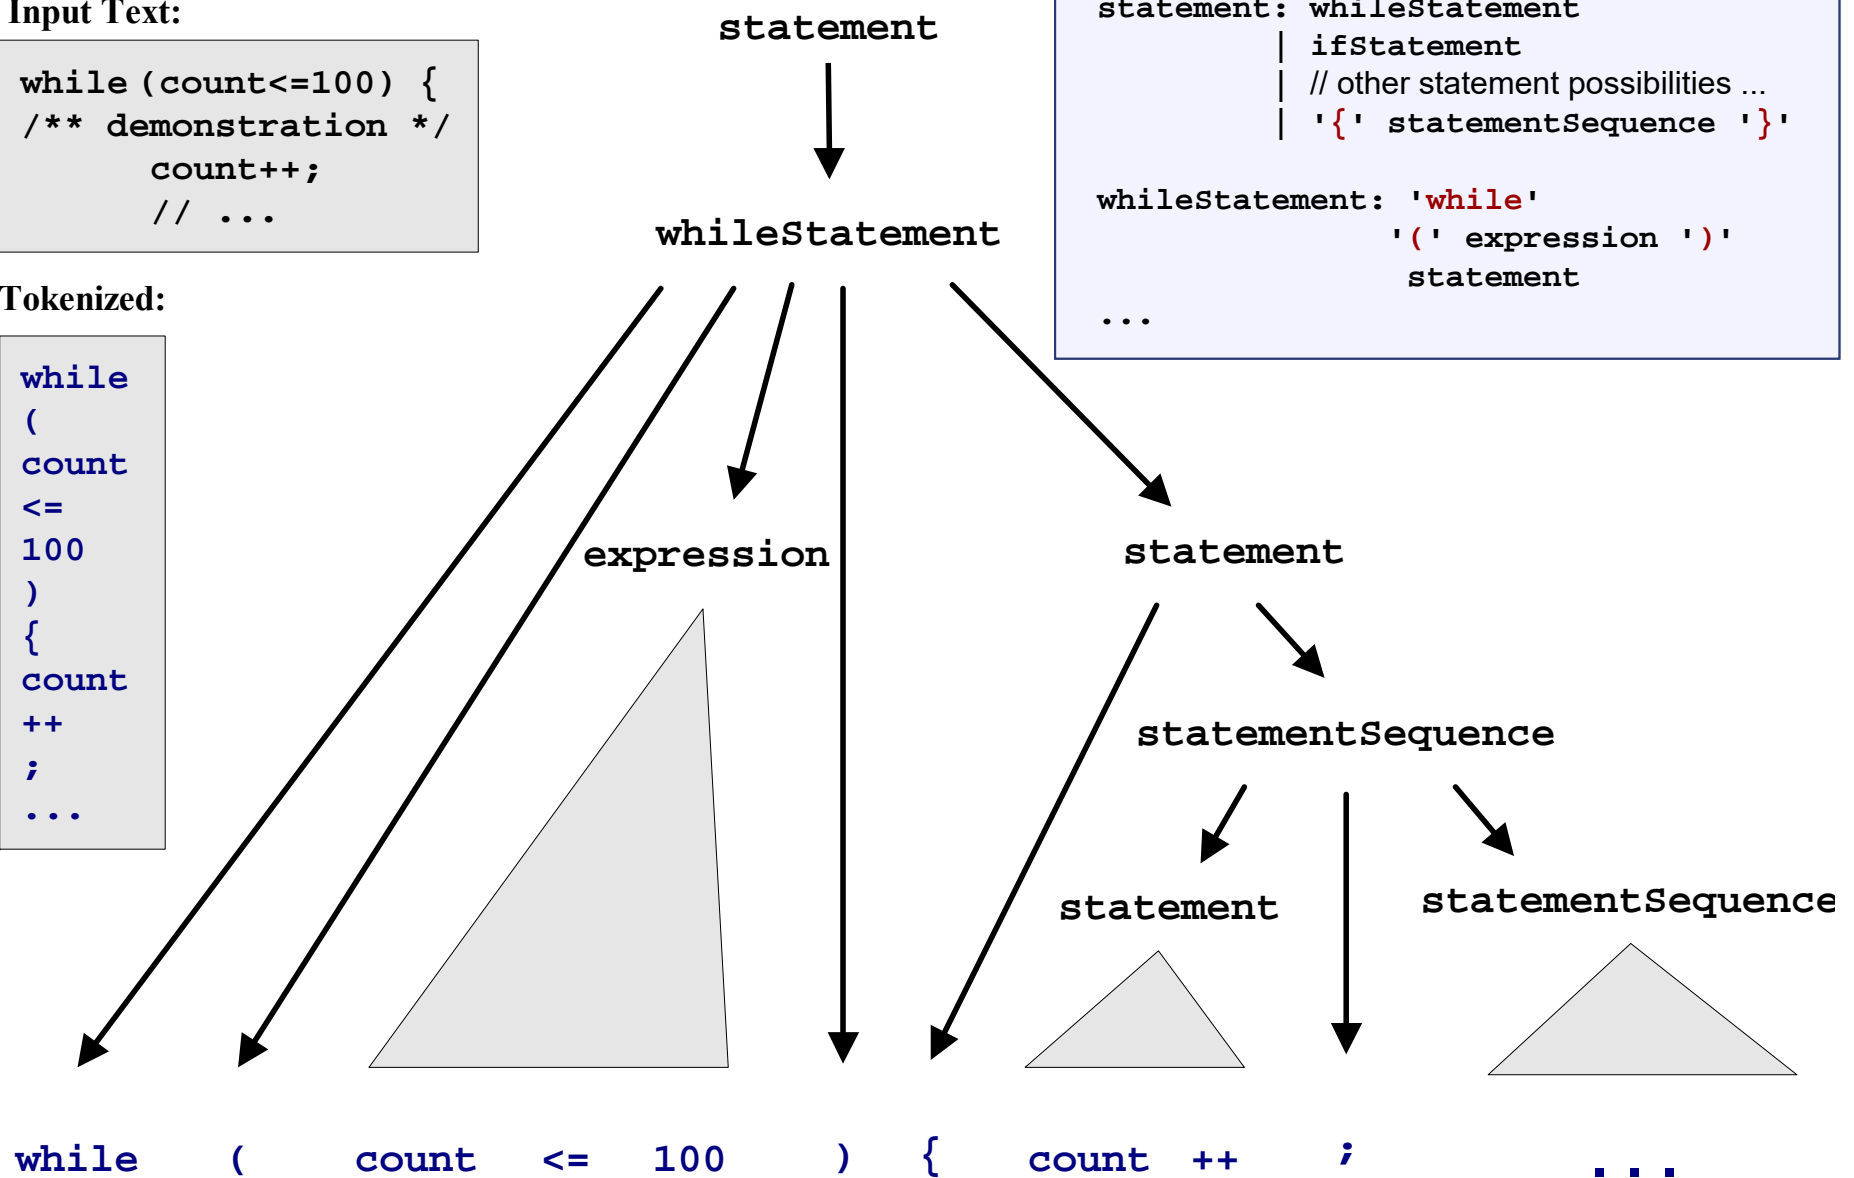 Input Text:
while (count<=100) {
/** demonstration */
count++;
// ...
Tokenized:
while
(
count
<=
100
)
{
count
++
;
...
statement
whileStatement
expression
statement
statementSequence
statement
statementSequence
while ( count <= 100 ) { count ++ ; ...
statement: whileStatement
| ifStatement
| // other statement possibilities ...
| '{' statementSequence '}'
whileStatement: 'while'
'(' expression ')'
statement
...